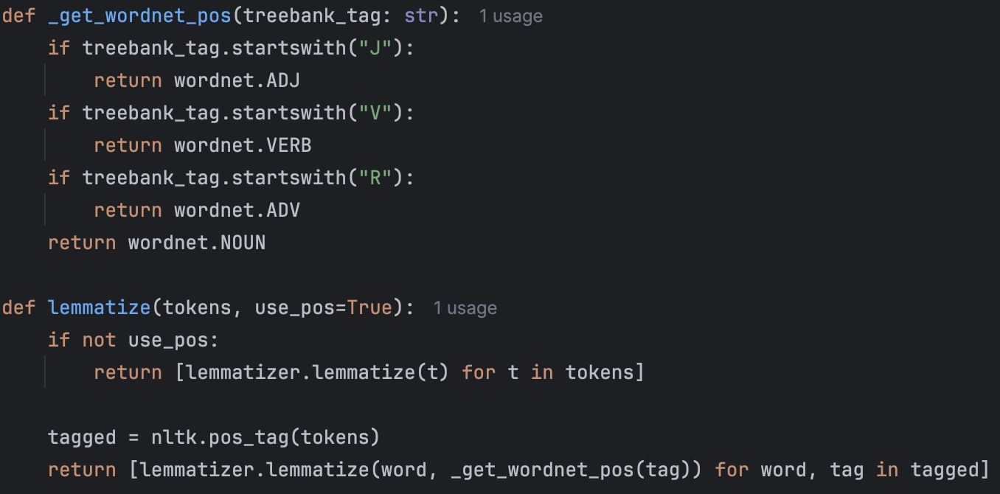 def _get_wordnet_pos(treebank_tag: str):  1 usage
    if treebank_tag.startswith("J"):
        return wordnet.ADJ
    if treebank_tag.startswith("V"):
        return wordnet.VERB
    if treebank_tag.startswith("R"):
        return wordnet.ADV
    return wordnet.NOUN

def lemmatize(tokens, use_pos=True):  1 usage
    if not use_pos:
        return [lemmatizer.lemmatize(t) for t in tokens]

    tagged = nltk.pos_tag(tokens)
    return [lemmatizer.lemmatize(word, _get_wordnet_pos(tag)) for word, tag in tagged]